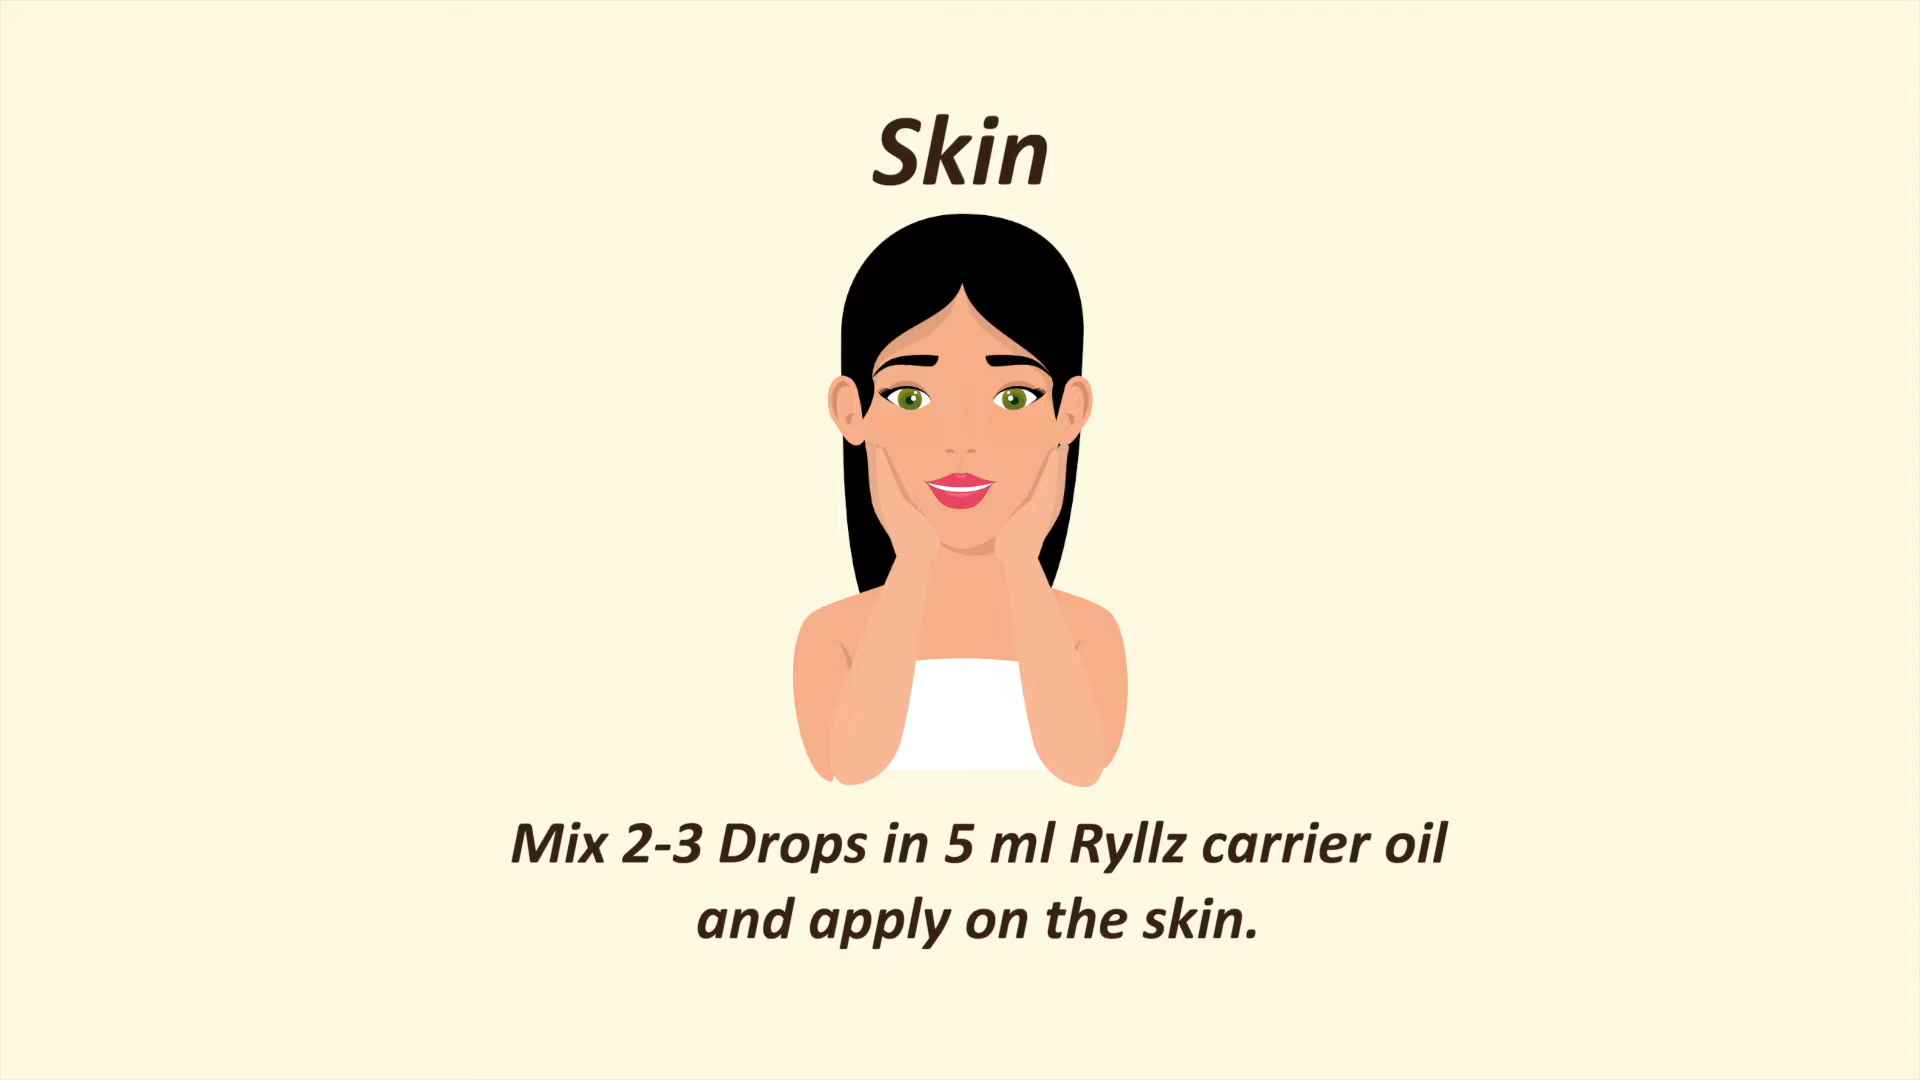 Skin
Mix 2-3 Drops in 5 ml Ryllz carrier oil
and apply on the skin.